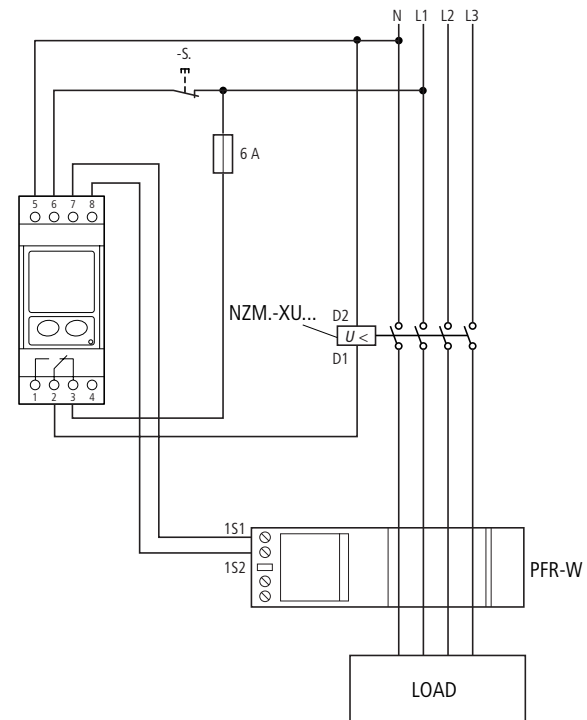 N L1 L2 L3
-S.
6 A
5 6 7 8
NZM.-XU...
D2
U <
D1
1 2 3 4
1S1
1S2
PFR-W
LOAD